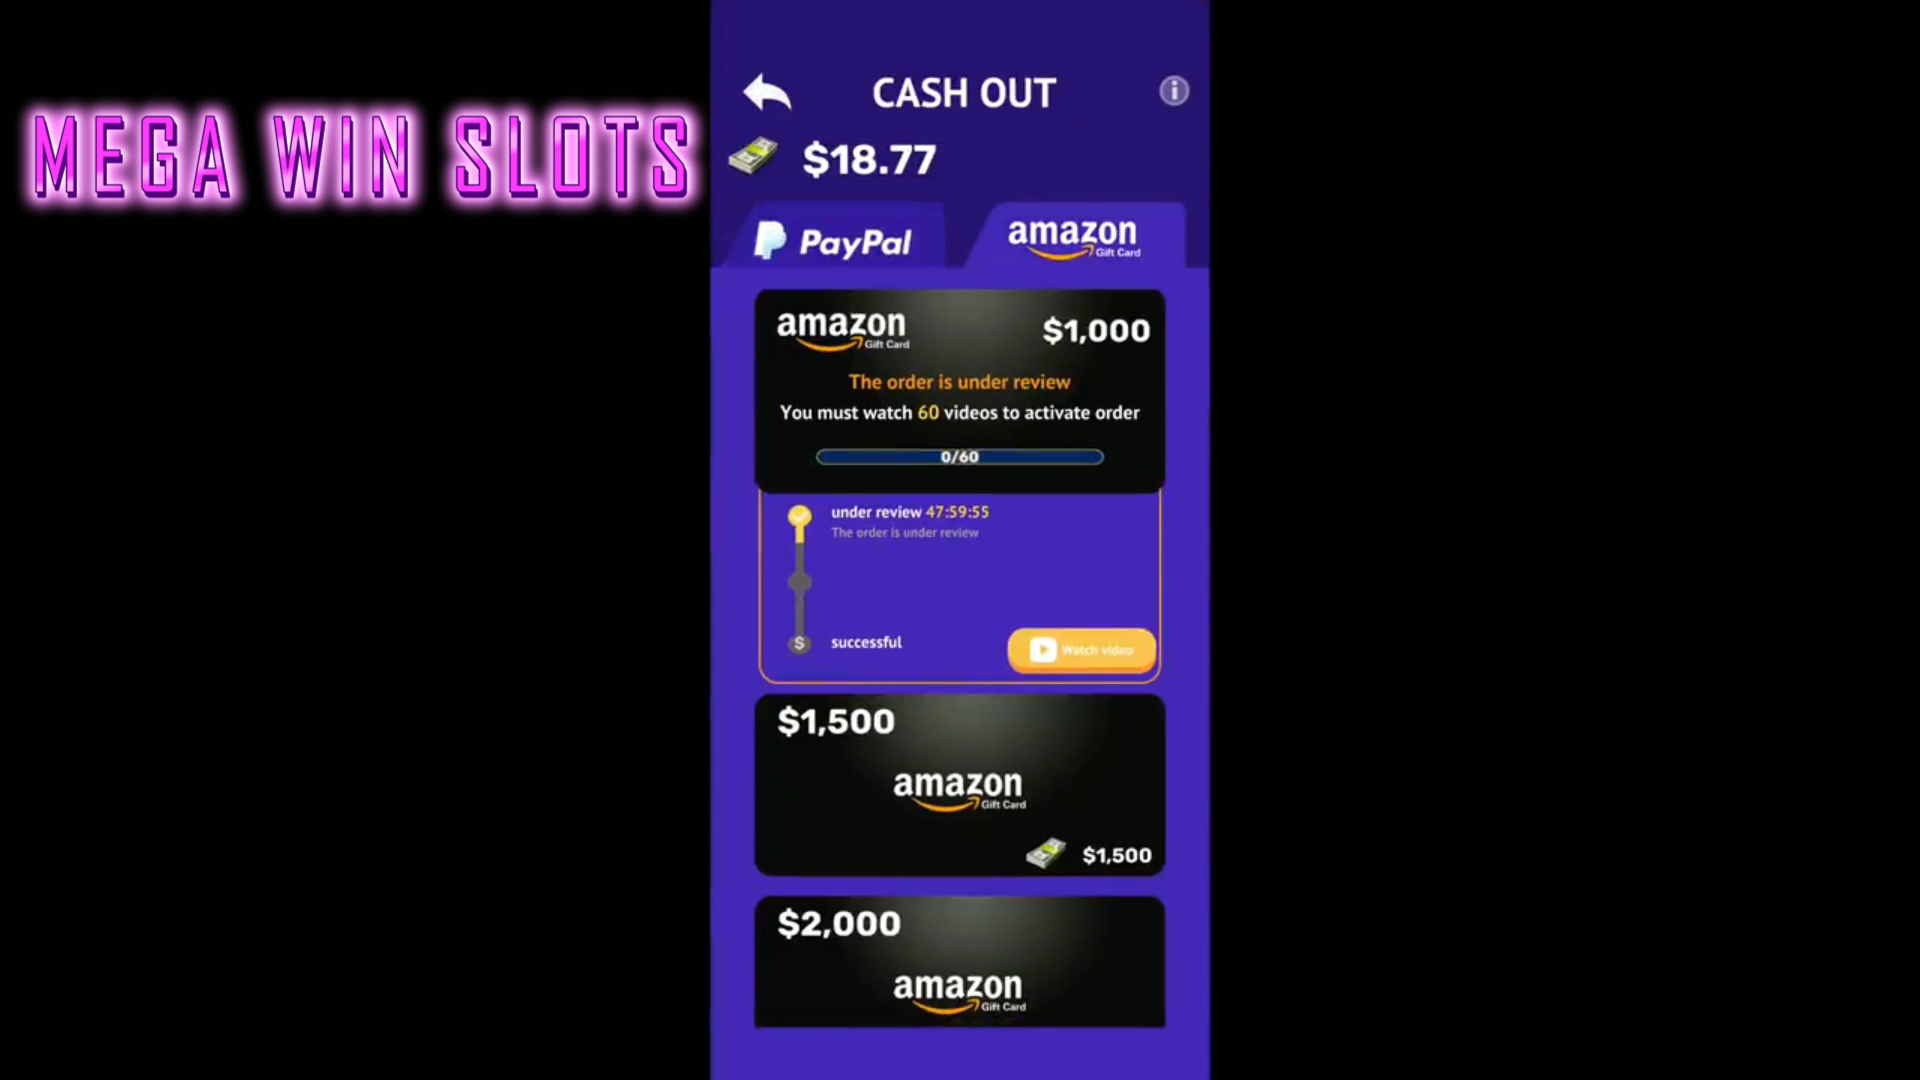 MEGA WIN SLOTS
CASH OUT
$18.77
PayPal
amazon
Gift Card
amazon
Gift Card
$1,000
The order is under review
You must watch 60 videos to activate order
0/60
under review 47:59:55
The order is under review
$ successful
Watch video
$1,500
amazon
Gift Card
$1,500
$2,000
amazon
Gift Card